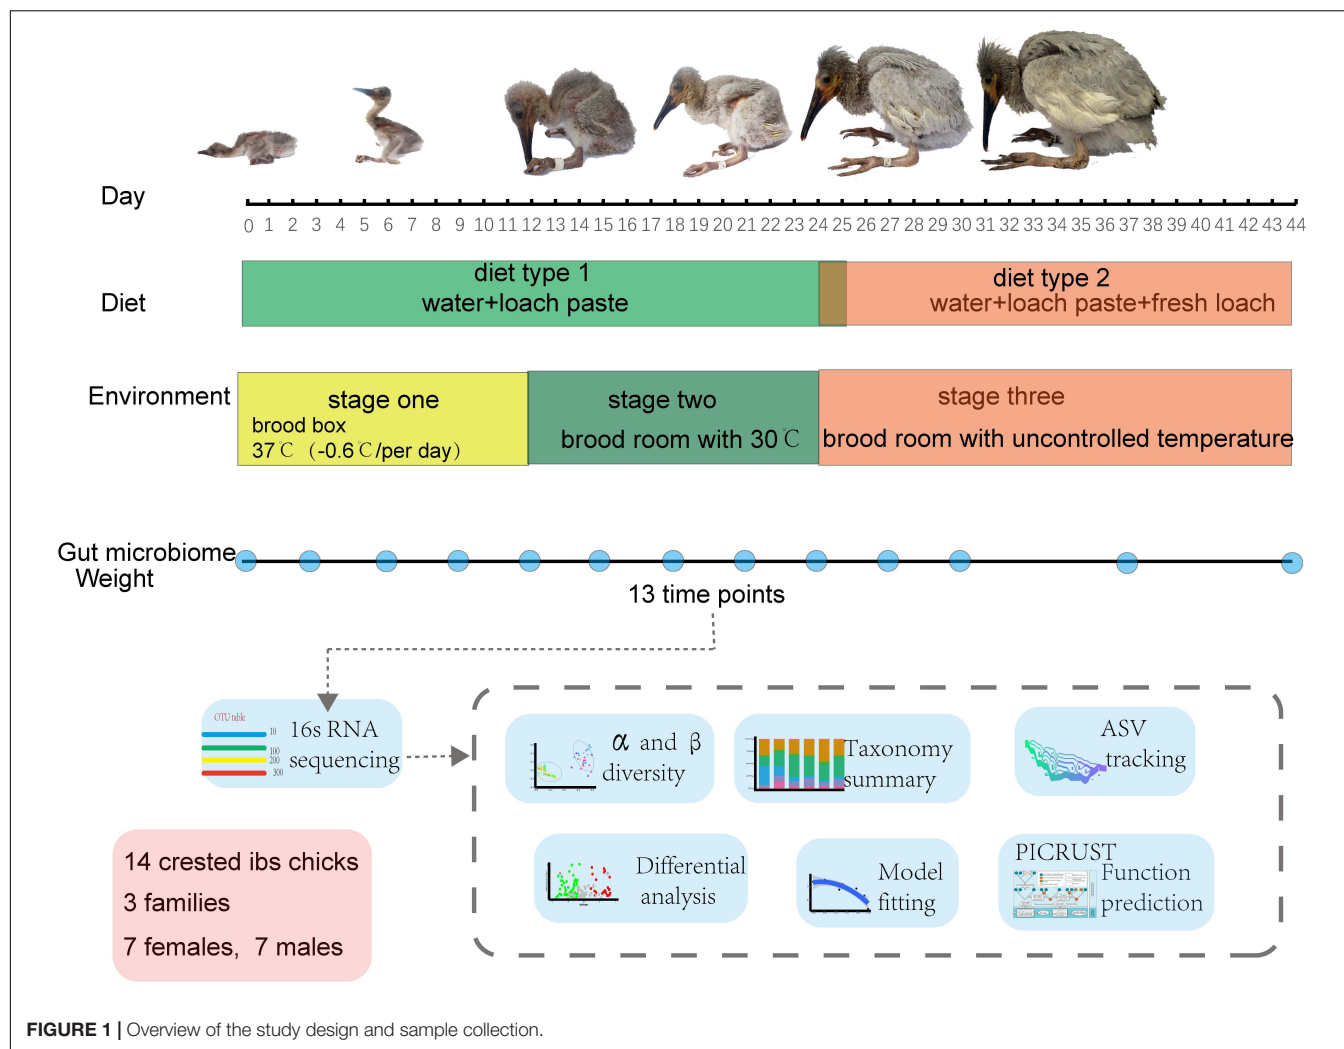 Day
0 1 2 3 4 5 6 7 8 9 10 11 12 13 14 15 16 17 18 19 20 21 22 23 24 25 26 27 28 29 30 31 32 33 34 35 36 37 38 39 40 41 42 43 44
Diet
diet type 1
water+loach paste
diet type 2
water+loach paste+fresh loach
Environment
stage one
brood box
37℃ (-0.6℃/per day)
stage two
brood room with 30℃
stage three
brood room with uncontrolled temperature
Gut microbiome
Weight
13 time points
OTU table
10
100
200
300
16s RNA
sequencing
α and β
diversity
Taxonomy
summary
ASV
tracking
Differential
analysis
Model
fitting
PICRUST
Function
prediction
14 crested ibs chicks
3 families
7 females, 7 males
FIGURE 1 | Overview of the study design and sample collection.